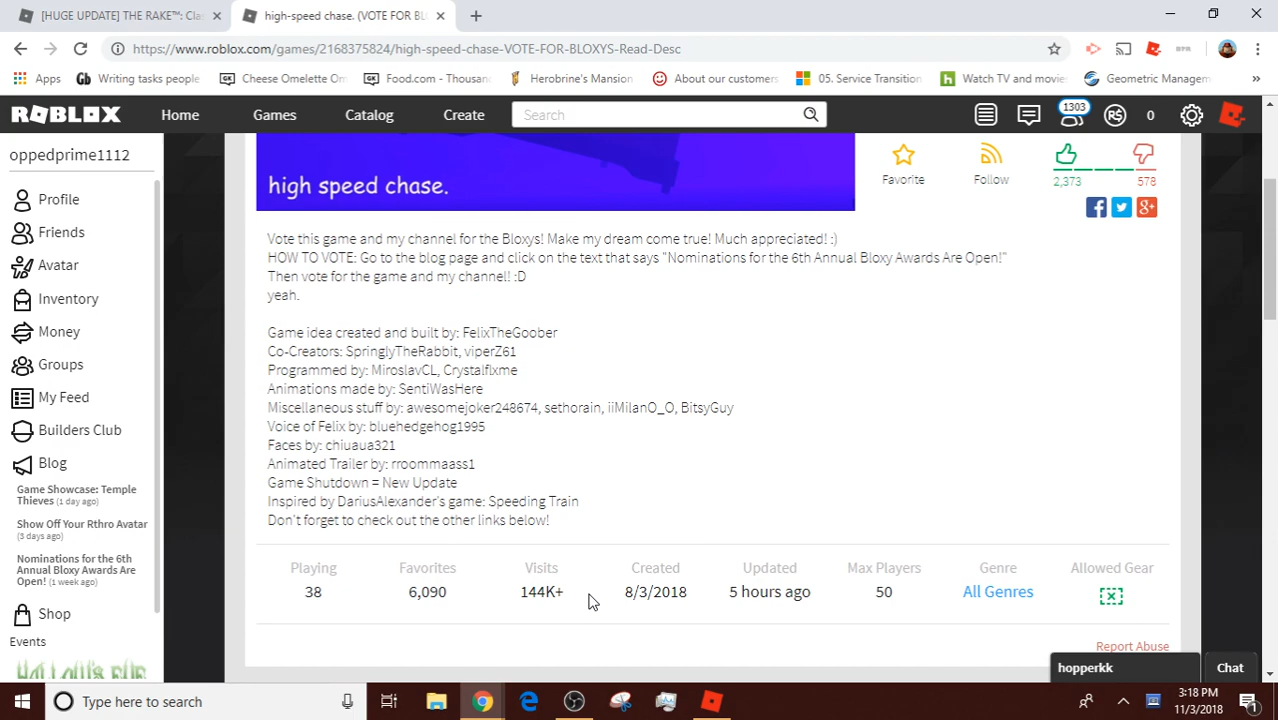 [HUGE UPDATE] THE RAKE™: Cla
high-speed chase. (VOTE FOR BL
https://www.roblox.com/games/2168375824/high-speed-chase-VOTE-FOR-BLOXYS-Read-Desc
Apps
Writing tasks people
Cheese Omelette Om
Food.com - Thousan
Herobrine's Mansion
About our customers
05. Service Transition
Watch TV and movie
Geometric Managem
ROBLOX
Home
Games
Catalog
Create
Search
1303
0
oppedprime1112
Profile
Friends
Avatar
Inventory
Money
Groups
My Feed
Builders Club
Blog
Game Showcase: Temple
Thieves (1 day ago)
Show Off Your Rthro Avatar
(3 days ago)
Nominations for the 6th
Annual Bloxy Awards Are
Open! (1 week ago)
Shop
Events
high speed chase.
Favorite
Follow
2,373
578
Vote this game and my channel for the Bloxys! Make my dream come true! Much appreciated! :)
HOW TO VOTE: Go to the blog page and click on the text that says "Nominations for the 6th Annual Bloxy Awards Are Open!"
Then vote for the game and my channel! :D
yeah.
Game idea created and built by: FelixTheGoober
Co-Creators: SpringlyTheRabbit, viperZ61
Programmed by: MiroslavCL, Crystalflxme
Animations made by: SentiWasHere
Miscellaneous stuff by: awesomejoker248674, sethorain, iiMilanO_O, BitsyGuy
Voice of Felix by: bluehedgehog1995
Faces by: chiuaua321
Animated Trailer by: rroommaass1
Game Shutdown = New Update
Inspired by DariusAlexander's game: Speeding Train
Don't forget to check out the other links below!
Playing
Favorites
Visits
Created
Updated
Max Players
Genre
Allowed Gear
38
6,090
144K+
8/3/2018
5 hours ago
50
All Genres
Report Abuse
hopperkk
Chat
Type here to search
3:18 PM
11/3/2018
1